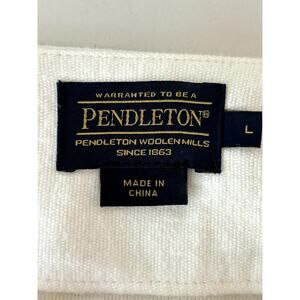 WARRANTED TO BE A
PENDLETON®
PENDLETON WOOLEN MILLS
SINCE 1863
L
MADE IN
CHINA